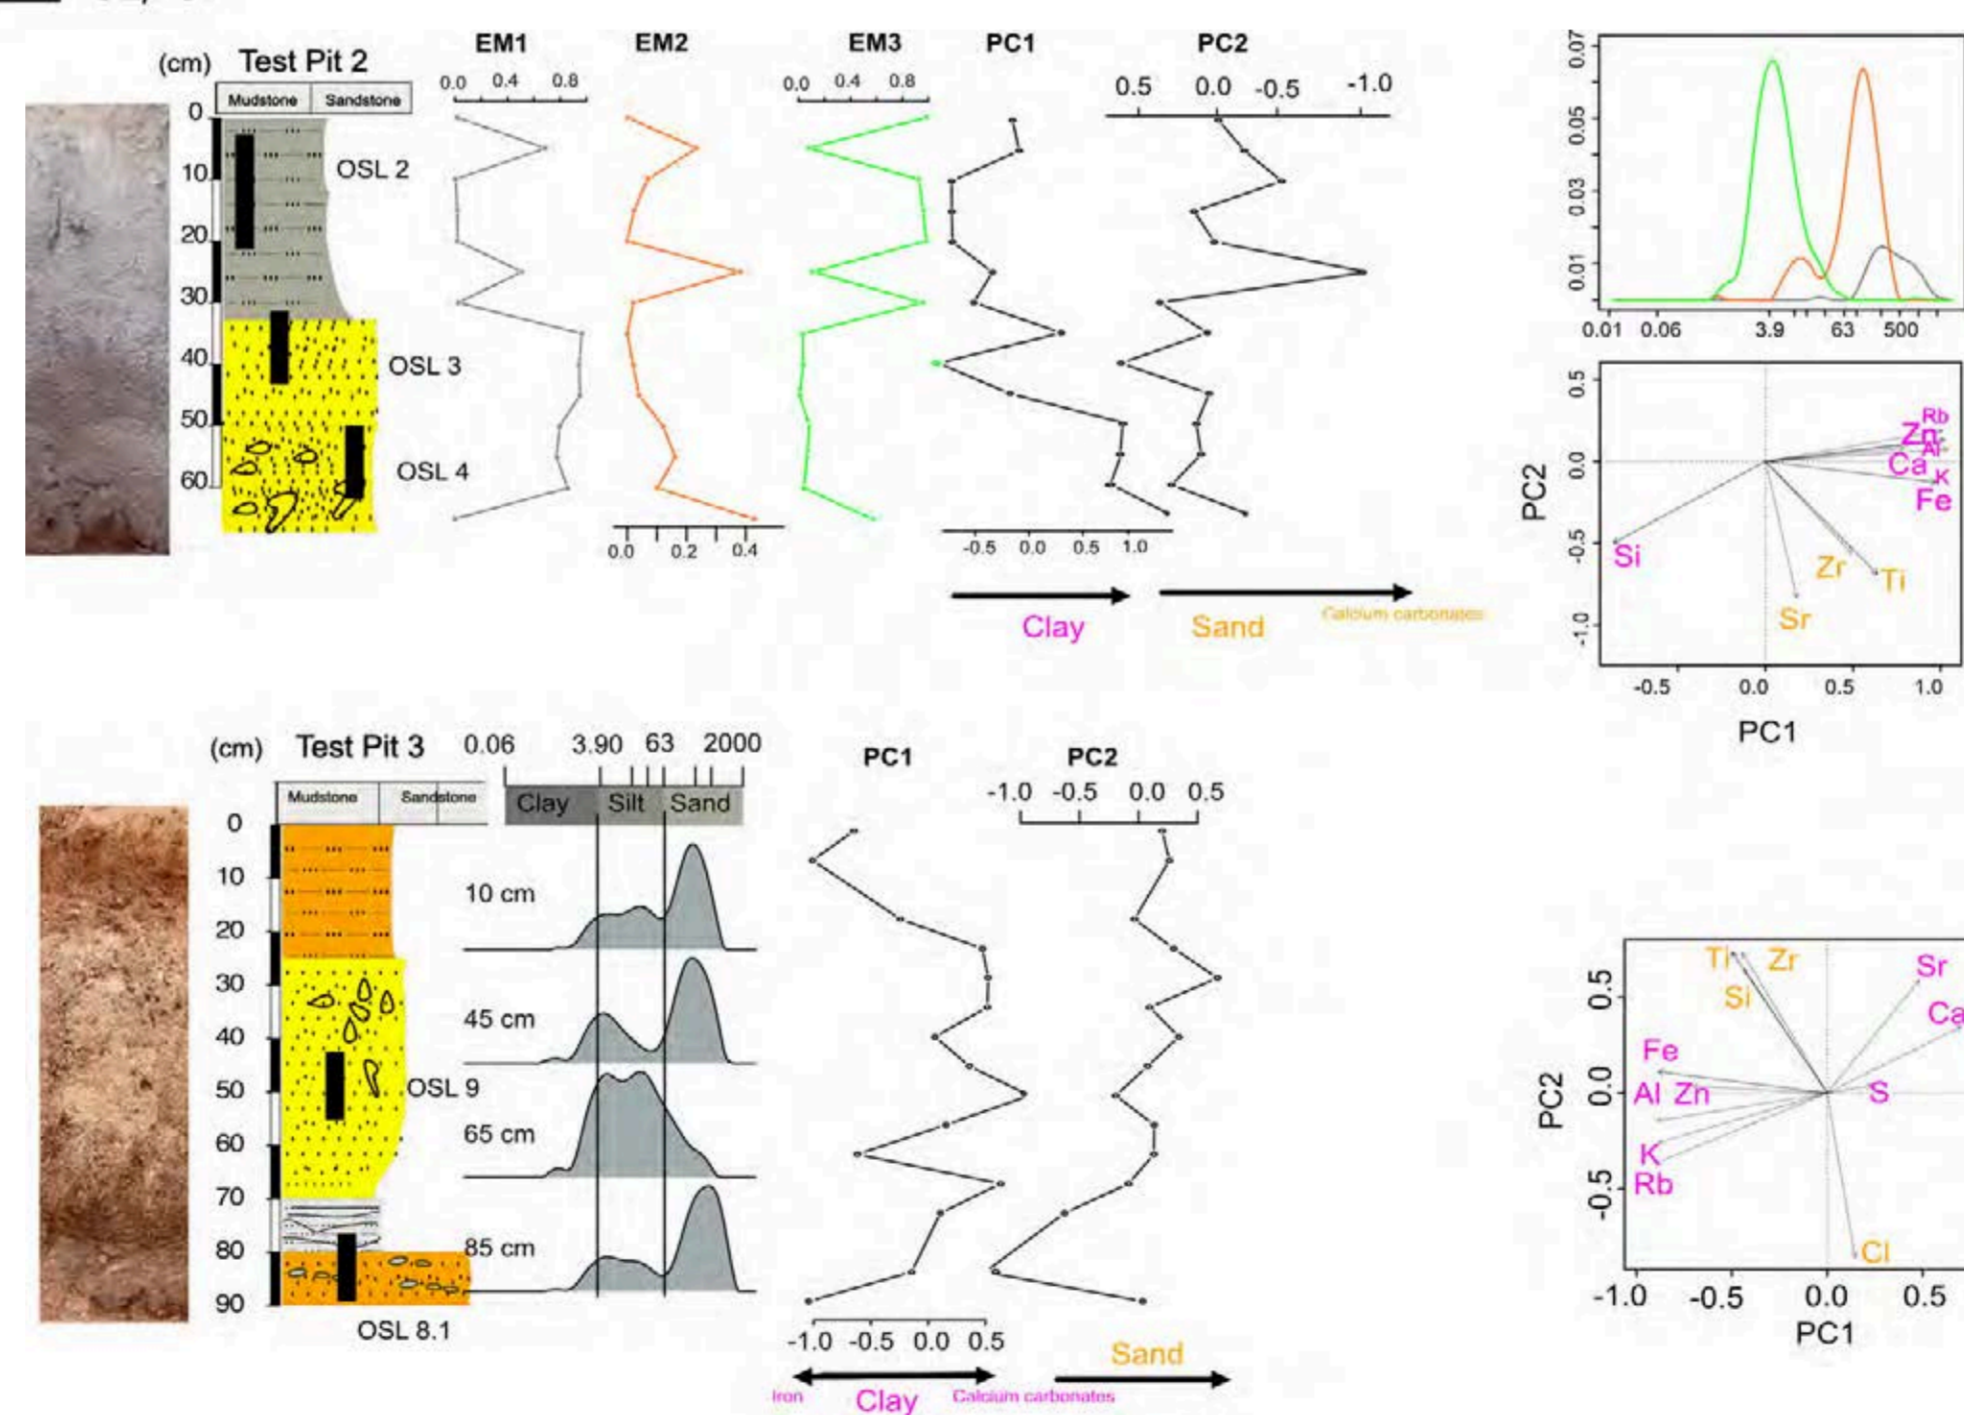 EM1 EM2 EM3 PC1 PC2
(cm) Test Pit 2
0.0 0.4 0.8
0.0 0.4 0.8
0.5 0.0 -0.5 -1.0
Mudstone Sandstone
0
10
20
30
40
50
60
OSL 2
OSL 3
OSL 4
0.0 0.2 0.4
-0.5 0.0 0.5 1.0
Clay
Sand
Calcium carbonates
0.07
0.05
0.03
0.01
0.01 0.06 3.9 63 500
0.5
0.0
-0.5
-1.0
PC2
Rb
Zn
Al
Ca
K
Fe
Si
Zr
Ti
Sr
-0.5 0.0 0.5 1.0
PC1
(cm) Test Pit 3
0.06 3.90 63 2000
Mudstone Sandstone
Clay Silt Sand
0
10
20
30
40
50
60
70
80
90
10 cm
45 cm
65 cm
85 cm
OSL 9
OSL 8.1
PC1 PC2
-1.0 -0.5 0.0 0.5
-1.0 -0.5 0.0 0.5
Iron
Clay
Calcium carbonates
Sand
0.5
0.0
-0.5
PC2
Ti Zr
Si
Sr
Ca
Fe
Al Zn
S
K
Rb
Cl
-1.0 -0.5 0.0 0.5
PC1